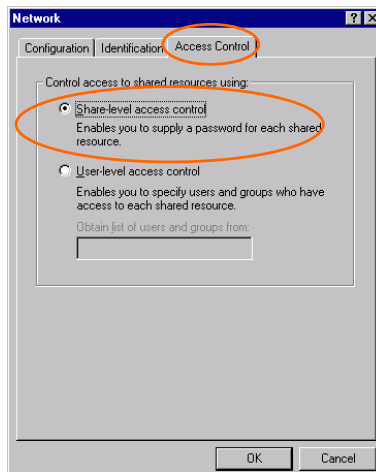 Network
Configuration Identification Access Control
Control access to shared resources using:
Share-level access control
Enables you to supply a password for each shared
resource.
User-level access control
Enables you to specify users and groups who have
access to each shared resource.
Obtain list of users and groups from:
OK Cancel